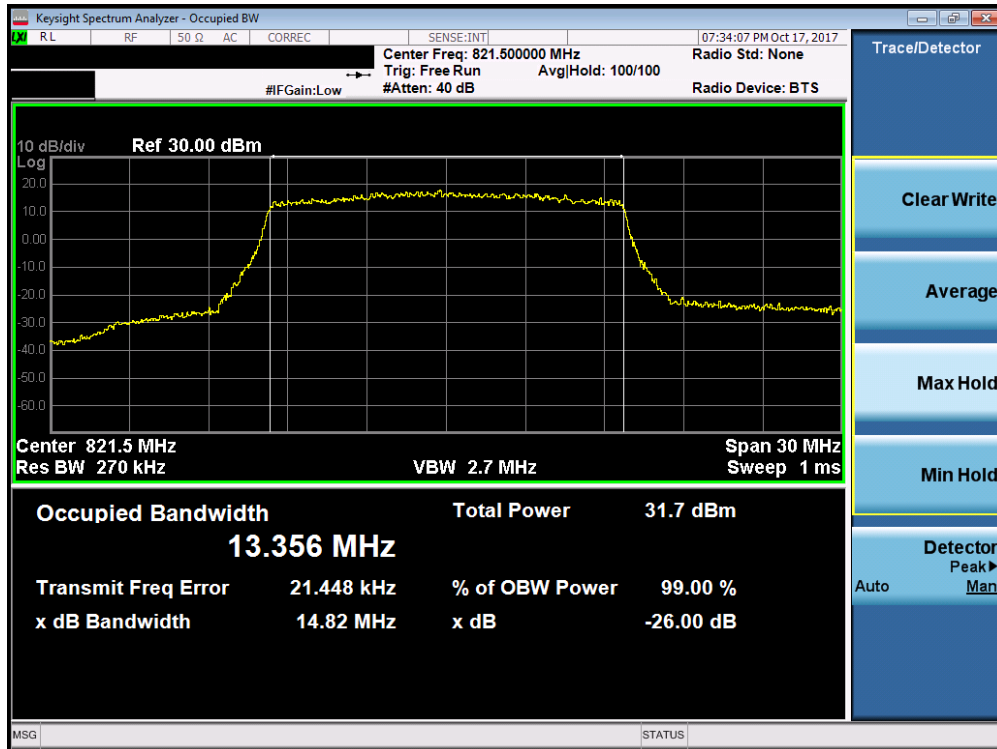 Keysight Spectrum Analyzer - Occupied BW
LXI RL RF 50 Ω AC CORREC SENSE:INT 07:34:07 PM Oct 17, 2017
Center Freq: 821.500000 MHz Radio Std: None
Trig: Free Run Avg|Hold: 100/100
#IFGain:Low #Atten: 40 dB Radio Device: BTS
Trace/Detector
10 dB/div Ref 30.00 dBm
Log
20.0
10.0
0.00
-10.0
-20.0
-30.0
-40.0
-50.0
-60.0
Center 821.5 MHz Span 30 MHz
Res BW 270 kHz VBW 2.7 MHz Sweep 1 ms
Occupied Bandwidth Total Power 31.7 dBm
13.356 MHz
Transmit Freq Error 21.448 kHz % of OBW Power 99.00 %
x dB Bandwidth 14.82 MHz x dB -26.00 dB
Clear Write
Average
Max Hold
Min Hold
Detector
Peak▶
Auto Man
MSG STATUS